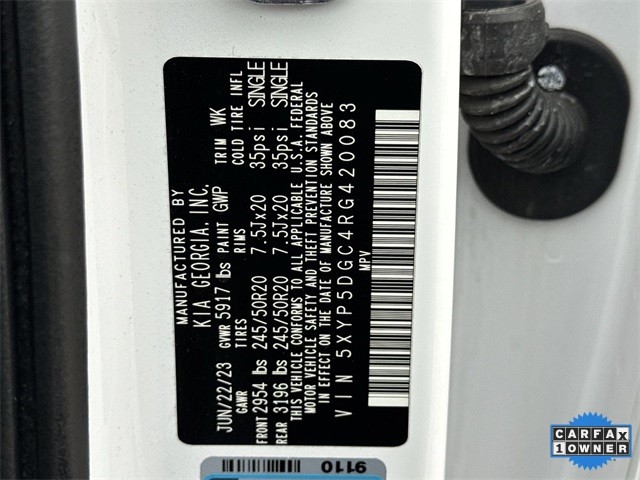 MANUFACTURED BY
KIA GEORGIA, INC.
JUN/22/23 GVWR 5917 lbs PAINT GWP TRIM WK
GAWR TIRES RIMS COLD TIRE INFL
FRONT 2954 lbs 245/50R20 7.5Jx20 35psi SINGLE
REAR 3196 lbs 245/50R20 7.5Jx20 35psi SINGLE
THIS VEHICLE CONFORMS TO ALL APPLICABLE U.S.A. FEDERAL
MOTOR VEHICLE SAFETY AND THEFT PREVENTION STANDARDS
IN EFFECT ON THE DATE OF MANUFACTURE SHOWN ABOVE
VIN 5XYP5DGC4RG420083
MPV
9110
CARFAX
1 OWNER